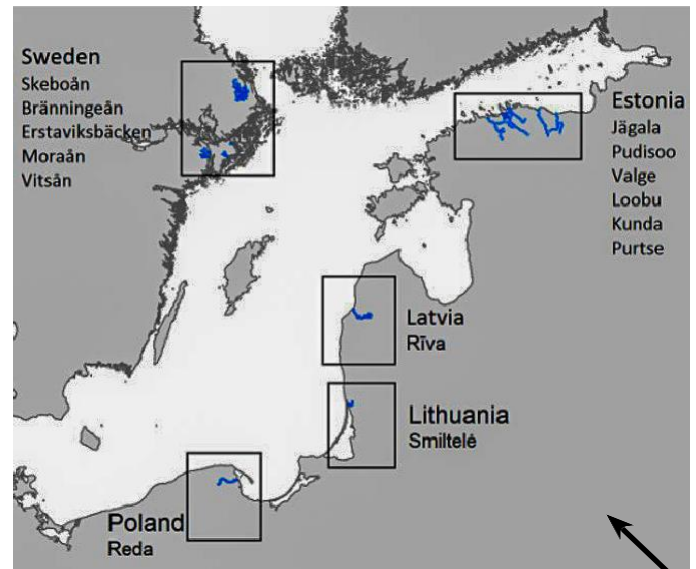 Sweden
Skeboån
Bränningeån
Erstaviksbäcken
Moraån
Vitsån
Estonia
Jägala
Pudisoo
Valge
Loobu
Kunda
Purtse
Latvia
Rīva
Lithuania
Smiltelė
Poland
Reda